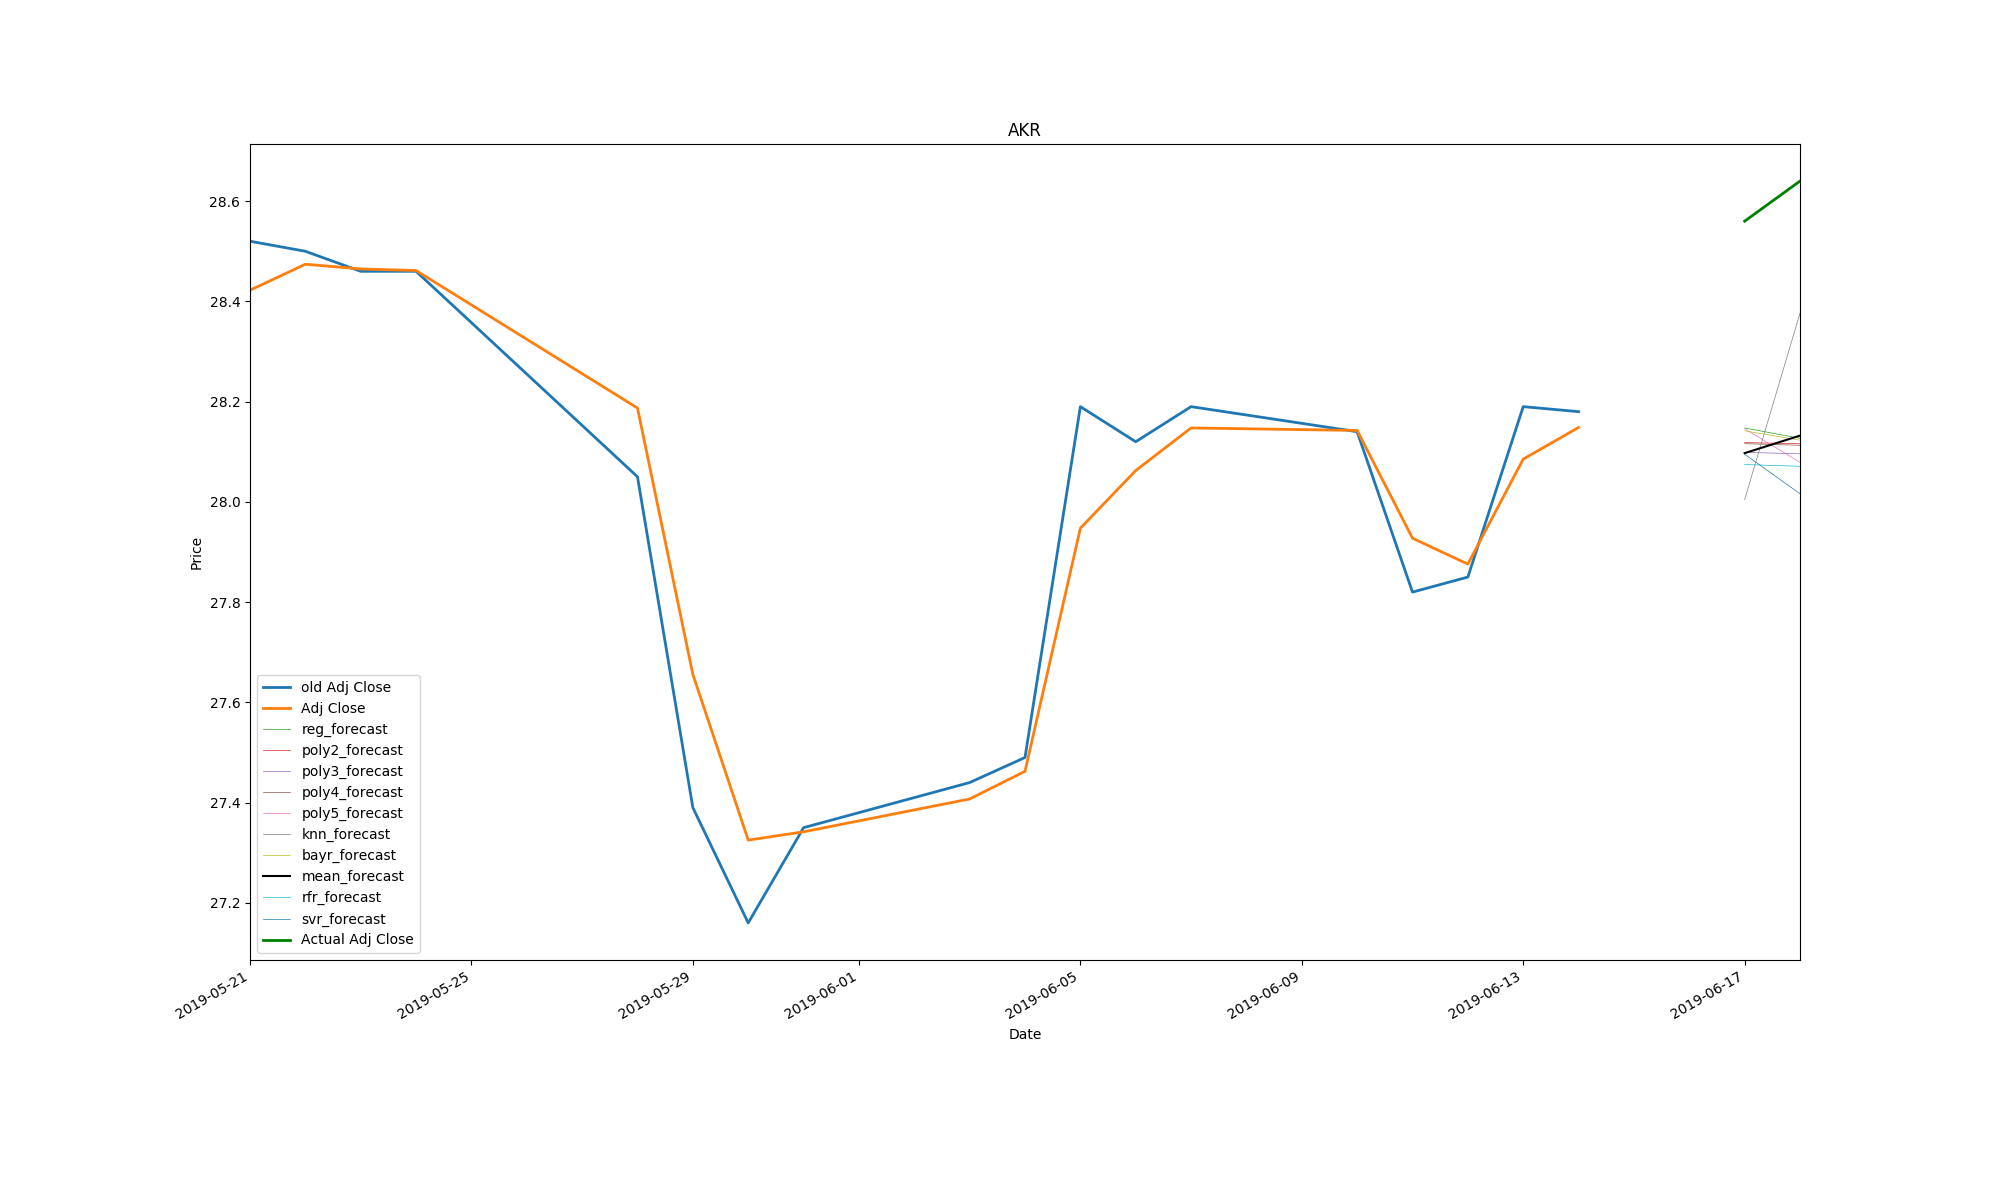 AKR
28.6
28.4
28.2
28.0
27.8
27.6
27.4
27.2
Price
old Adj Close
Adj Close
reg_forecast
poly2_forecast
poly3_forecast
poly4_forecast
poly5_forecast
knn_forecast
bayr_forecast
mean_forecast
rfr_forecast
svr_forecast
Actual Adj Close
2019-05-21
2019-05-25
2019-05-29
2019-06-01
2019-06-05
2019-06-09
2019-06-13
2019-06-17
Date